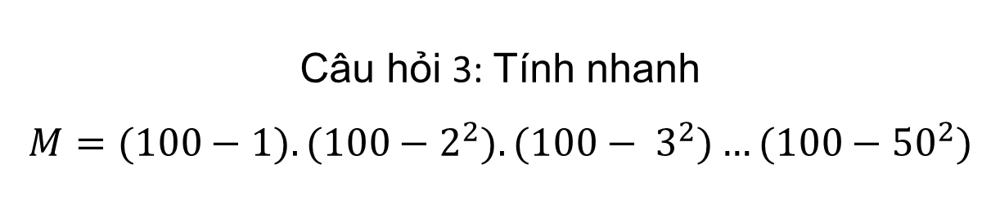 Câu hỏi 3: Tính nhanh
M = (100 − 1).(100 − 2²).(100 − 3²) ... (100 − 50²)